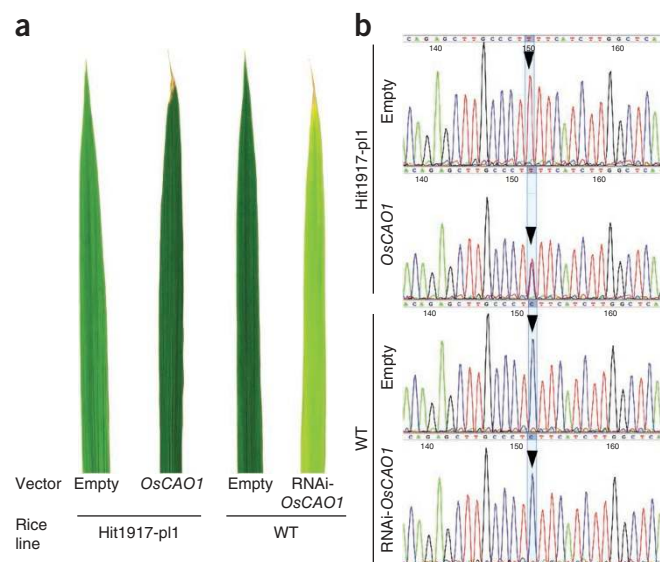 a
b
Vector
Empty
OsCAO1
Empty
RNAi-
OsCAO1
Rice
line
Hit1917-pl1
WT
Hit1917-pl1
Empty
C A G A G C T T G C C C T T T T C A T C T T G G C T C A
140 150 160
OsCAO1
A C A G A G C T T G C C C T T T T C A T C T T G G C T C A
140 150 160
WT
Empty
A C A G A G C T T G C C C T C T T C A T C T T G G C T C A
140 150 160
RNAi-OsCAO1
C A G A G C T T G C C C T C T T C A T C T T G G C T C A
140 150 160